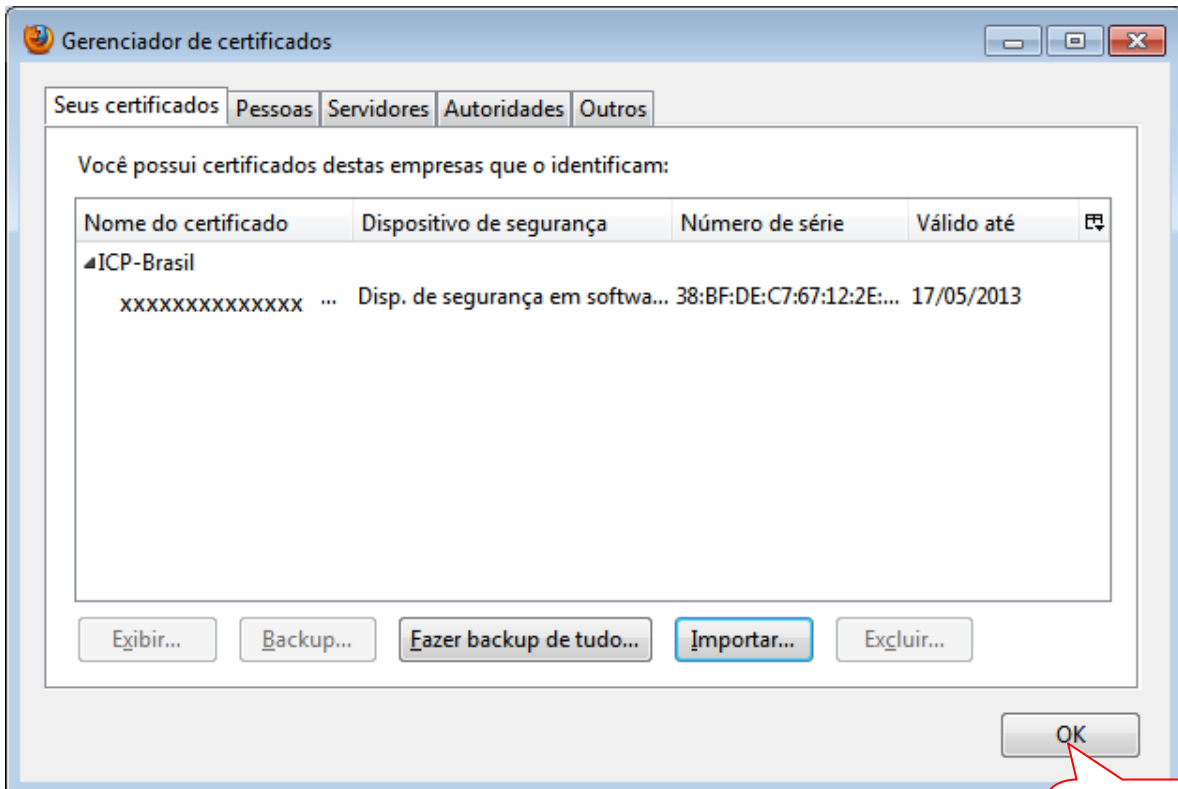 Gerenciador de certificados
Seus certificados Pessoas Servidores Autoridades Outros
Você possui certificados destas empresas que o identificam:
Nome do certificado Dispositivo de segurança Número de série Válido até
ICP-Brasil
xxxxxxxxxxxxxx ... Disp. de segurança em softwa... 38:BF:DE:C7:67:12:2E:... 17/05/2013
Exibir... Backup... Fazer backup de tudo... Importar... Excluir...
OK